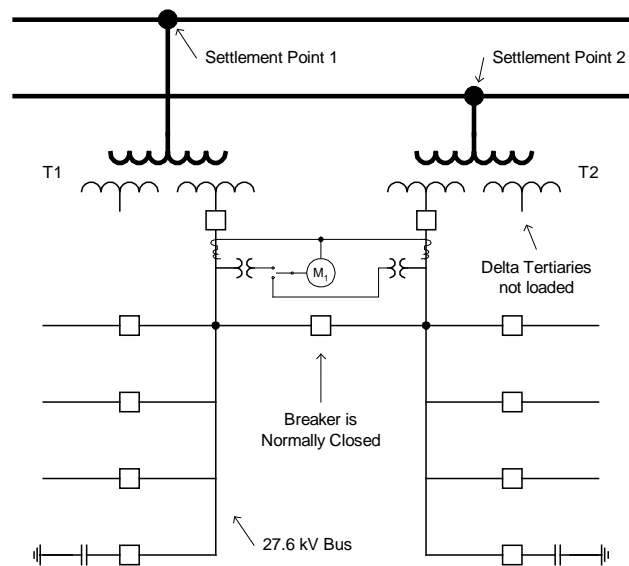 Settlement Point 1
Settlement Point 2
T1
T2
M1
Delta Tertiaries
not loaded
Breaker is
Normally Closed
27.6 kV Bus